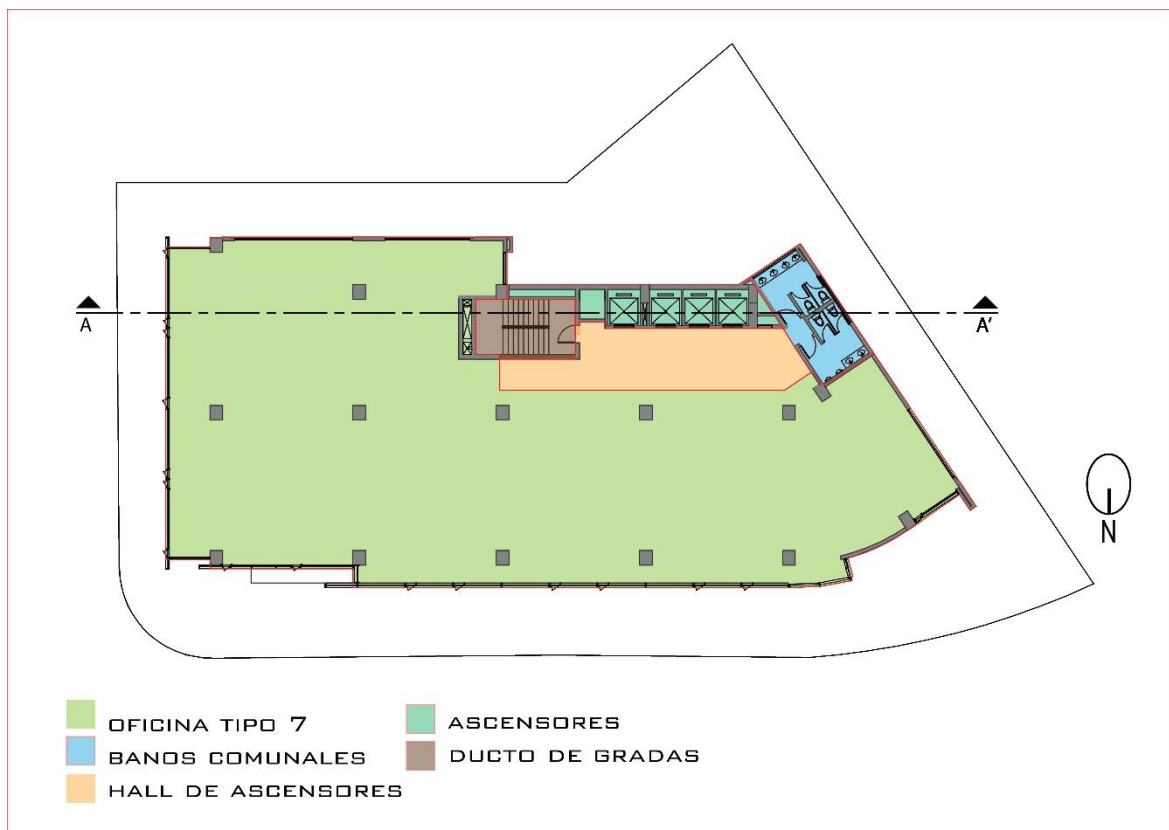 A
A'
N
OFICINA TIPO 7
BANOS COMUNALES
HALL DE ASCENSORES
ASCENSORES
DUCTO DE GRADAS